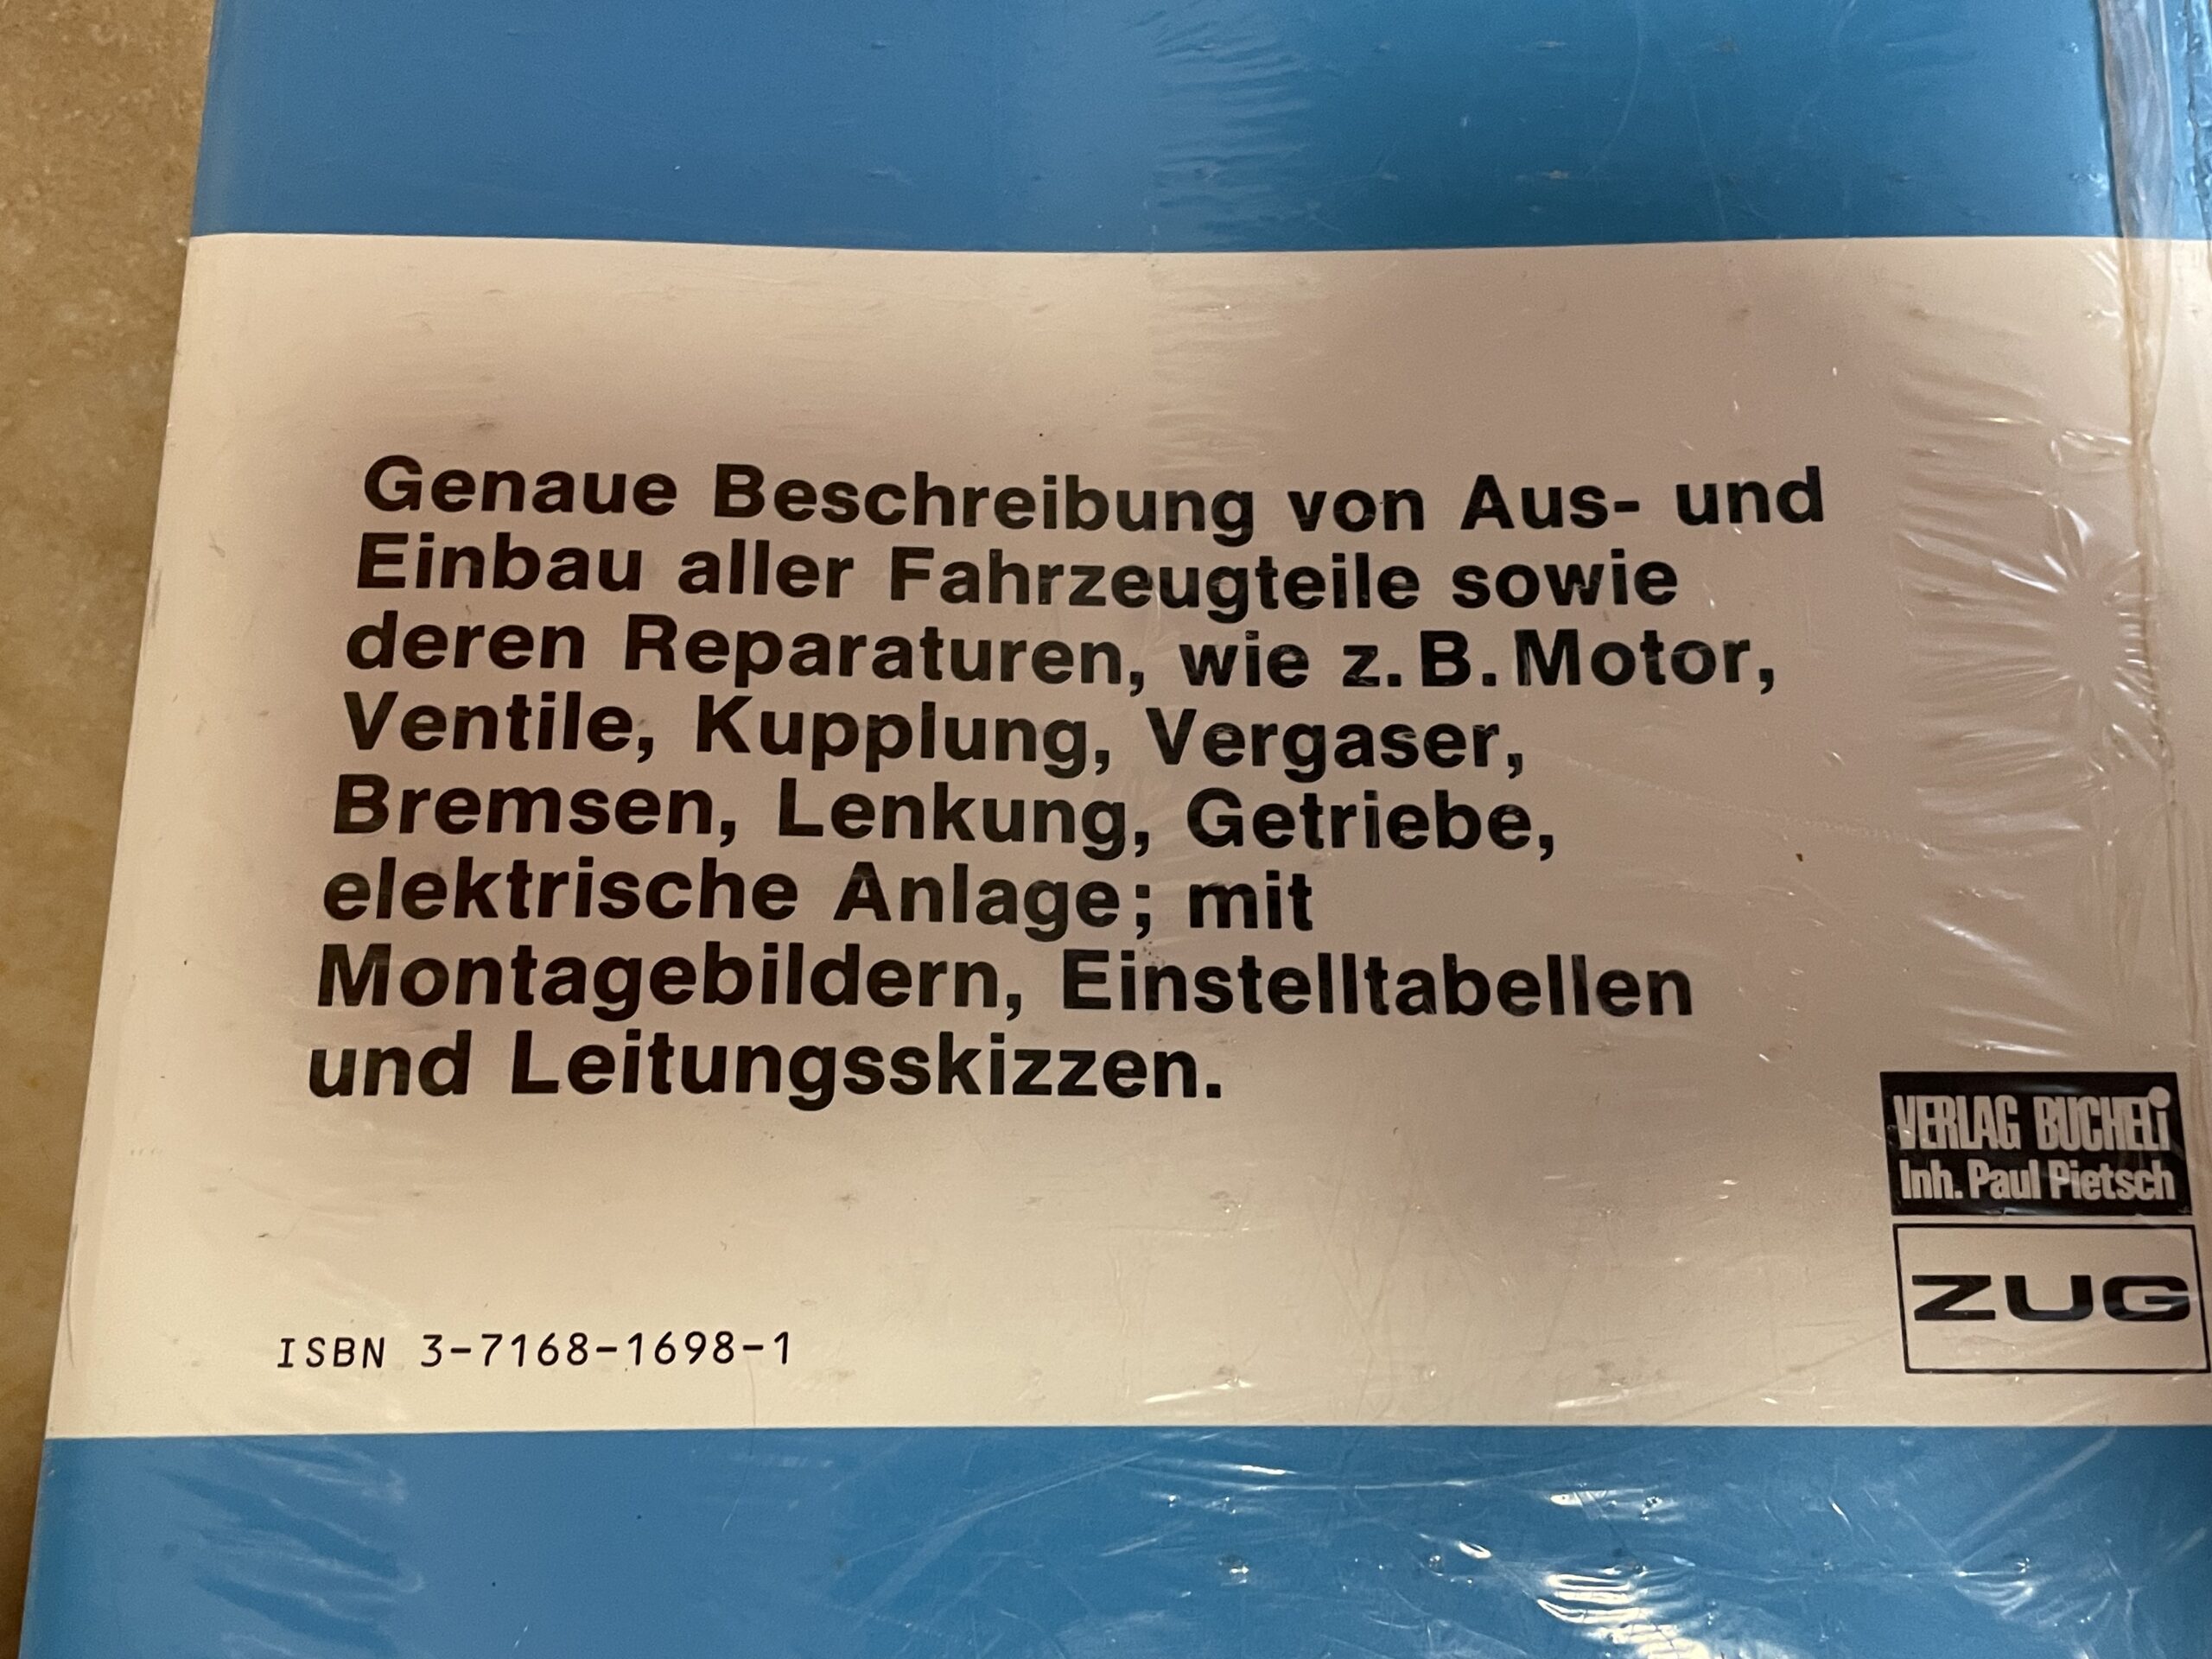 Genaue Beschreibung von Aus- und
Einbau aller Fahrzeugteile sowie
deren Reparaturen, wie z. B. Motor,
Ventile, Kupplung, Vergaser,
Bremsen, Lenkung, Getriebe,
elektrische Anlage; mit
Montagebildern, Einstelltabellen
und Leitungsskizzen.
VERLAG BUCHELi
Inh. Paul Pietsch
ZUG
ISBN 3-7168-1698-1